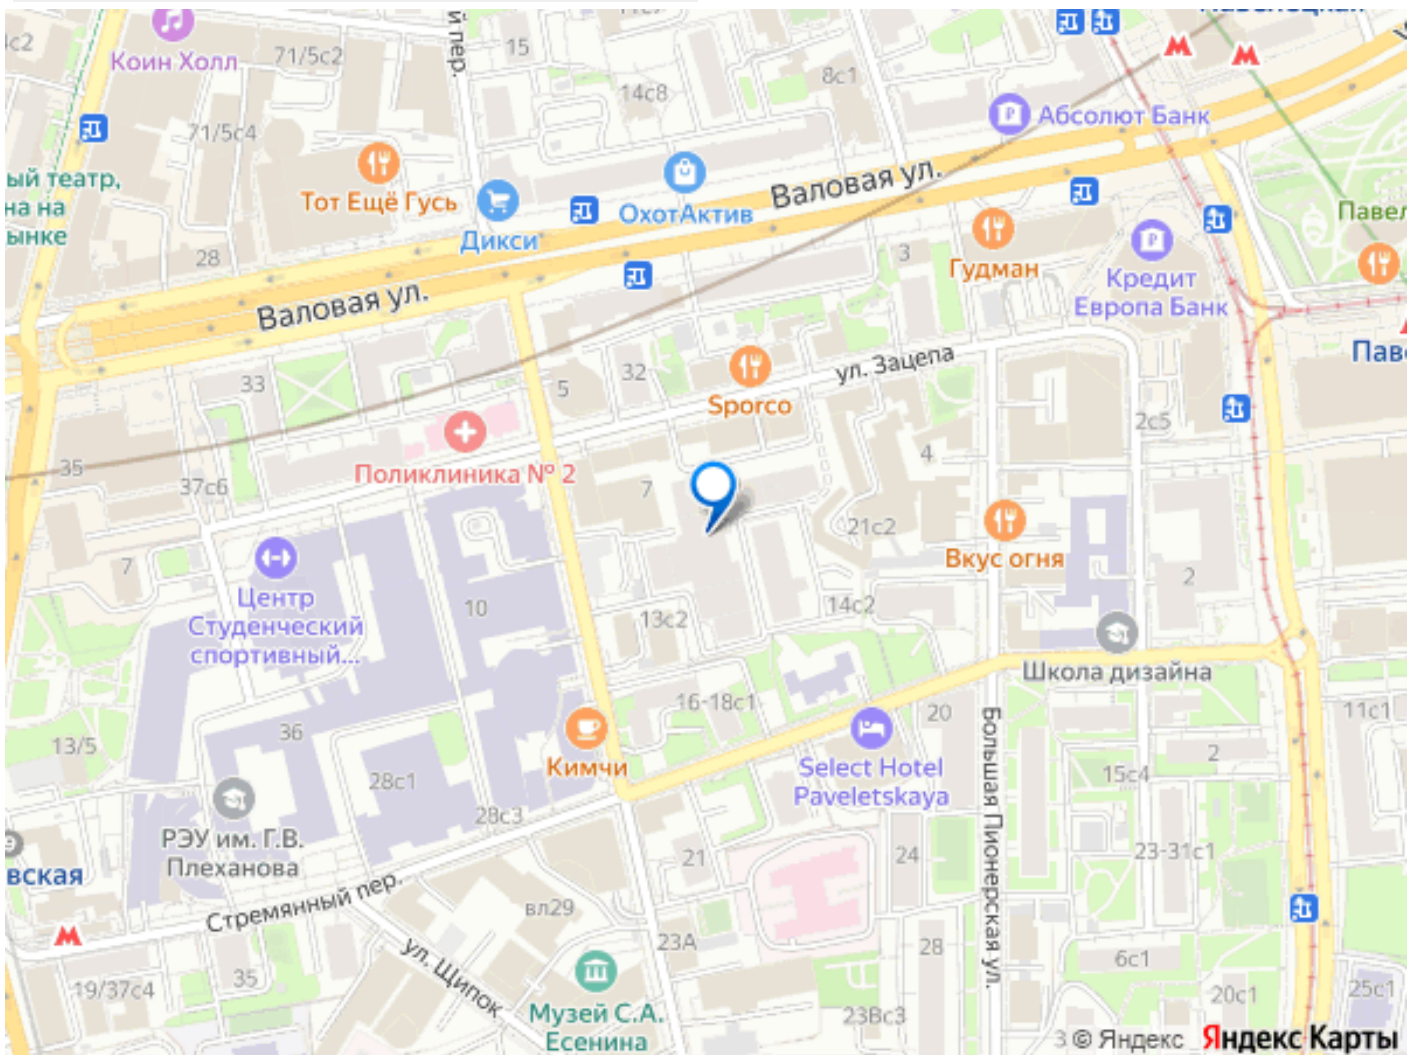 й пер.
15
Коин Холл
71/5с2
8с1
14с8
71/5с4
Абсолют Банк
ый театр,
на на
ынке
Тот Ещё Гусь
Дикси
ОхотАктив
Валовая ул.
28
3
Гудман
Кредит
Европа Банк
Павел
Валовая ул.
33
5
32
Sporco
ул. Зацепа
Пав
2с5
35
37с6
Поликлиника № 2
7
4
21с2
Вкус огня
7
Центр
Студенческий
спортивный...
10
13с2
14с2
2
Школа дизайна
16-18с1
20
11с1
13/5
36
Кимчи
Select Hotel
Paveletskaya
Большая Пионерская ул.
2
15с4
28с1
28с3
РЭУ им. Г.В.
Плеханова
вская
21
24
23-31с1
Стремянный пер.
вл29
ул. Щипок
23А
28
6с1
35
19/37с4
Музей С.А.
Есенина
23Вс3
20с1
25с1
3
© Яндекс Яндекс Карты